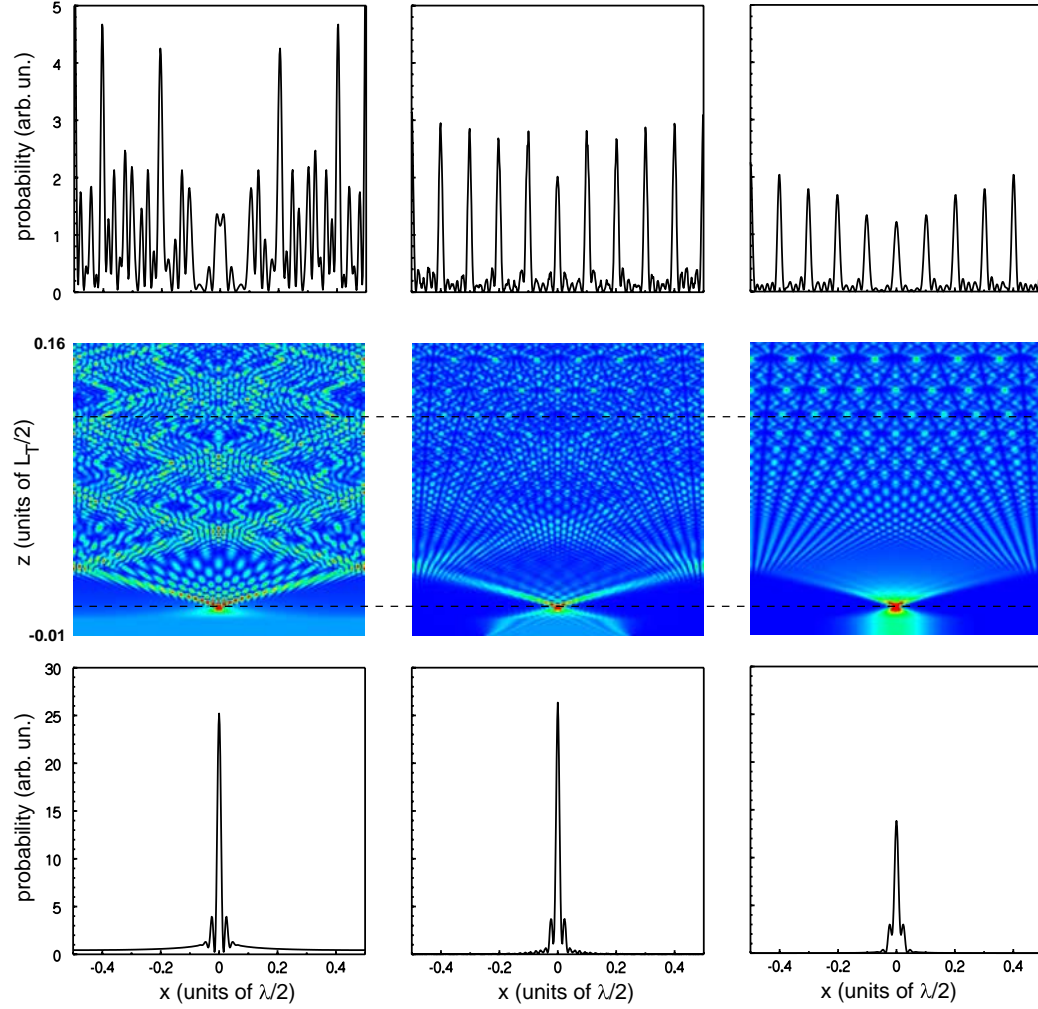 5
4
3
2
1
0
probability (arb. un.)
0.16
-0.01
z (units of L_T/2)
30
25
20
15
10
5
0
probability (arb. un.)
-0.4 -0.2 0 0.2 0.4
-0.4 -0.2 0 0.2 0.4
-0.4 -0.2 0 0.2 0.4
x (units of λ/2)
x (units of λ/2)
x (units of λ/2)